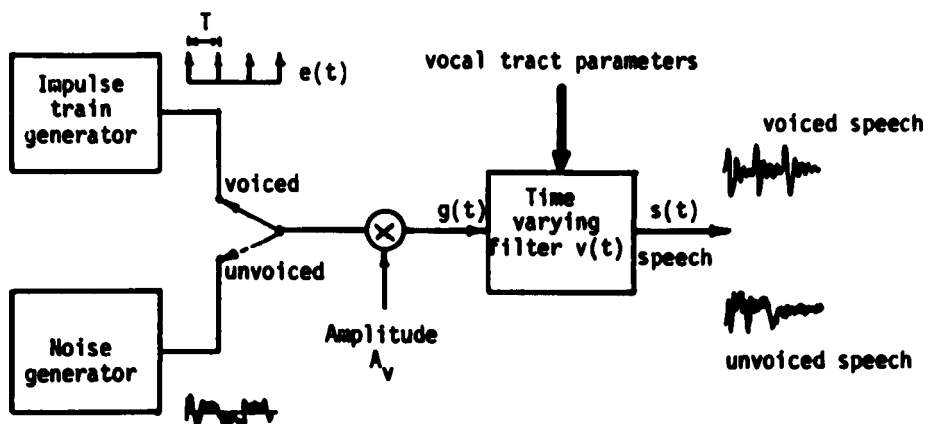 T
e(t)
Impulse
train
generator
vocal tract parameters
voiced speech
voiced
g(t)
Time
varying
filter v(t)
s(t)
speech
unvoiced
Amplitude
A_v
Noise
generator
unvoiced speech